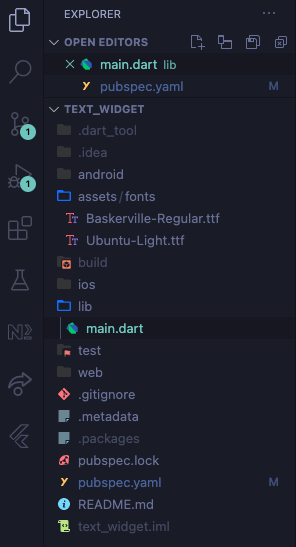 EXPLORER
OPEN EDITORS
main.dart lib
pubspec.yaml M
TEXT_WIDGET
.dart_tool
.idea
android
assets/fonts
Baskerville-Regular.ttf
Ubuntu-Light.ttf
build
ios
lib
main.dart
test
web
.gitignore
.metadata
.packages
pubspec.lock
pubspec.yaml M
README.md
text_widget.iml
1
1